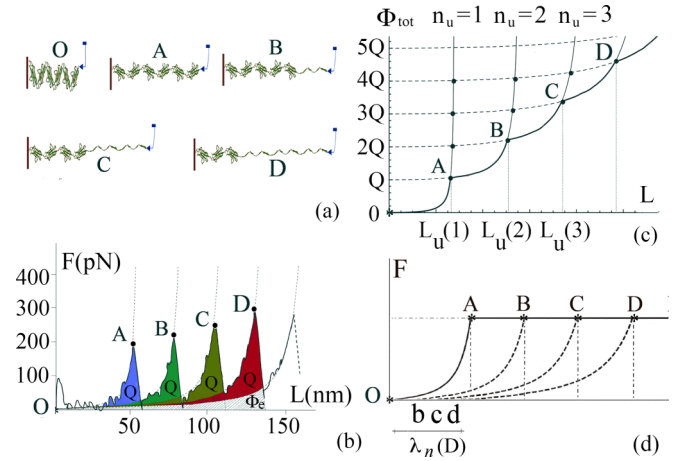 O
A
B
C
D
(a)
Φtot nu=1 nu=2 nu=3
5Q
4Q
3Q
2Q
Q
0
A
B
C
D
L
Lu(1) Lu(2) Lu(3)
(c)
F(pN)
400
300
200
100
O
A
B
C
D
Q Q Q Q
Φe
L(nm)
50 100 150
(b)
F
A B C D
O
b c d
λn(D)
(d)